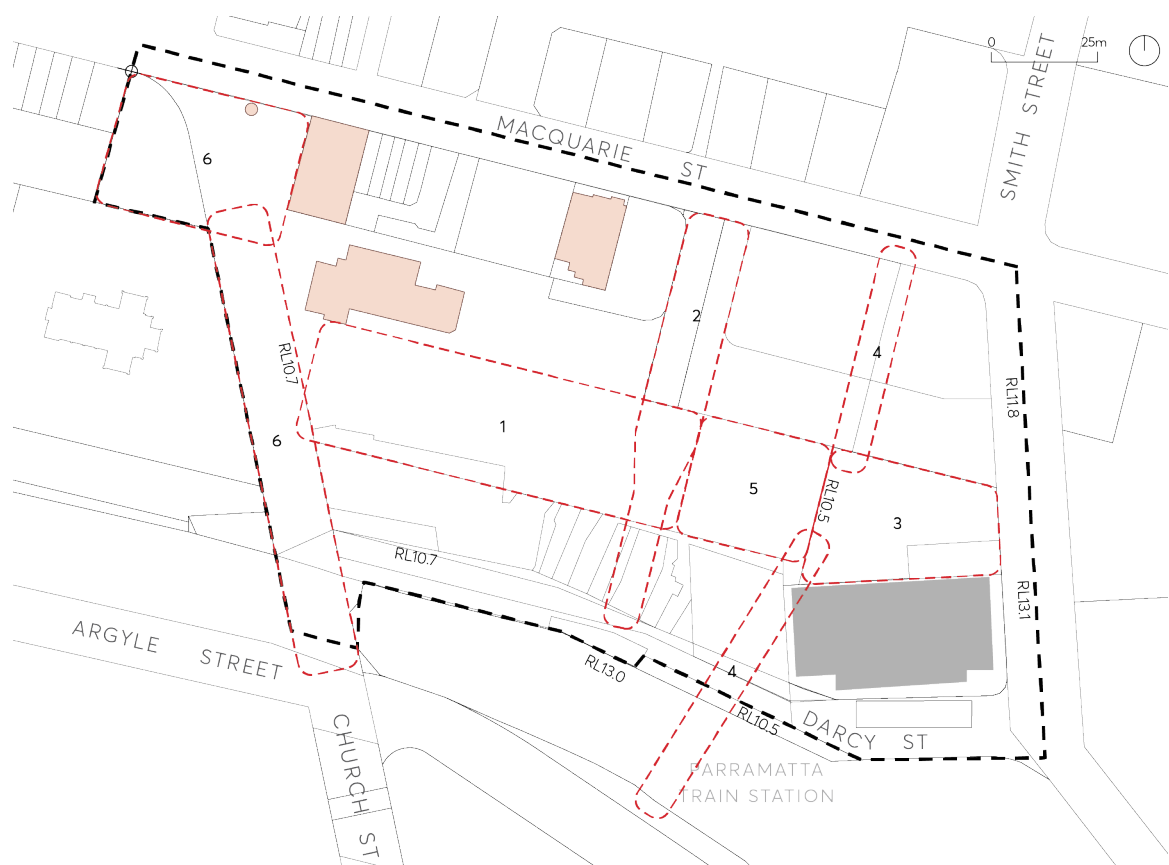 0 25m
SMITH STREET
MACQUARIE ST
6
2
4
RL10.7
RL11.8
1
6
5
RL10.5
3
RL10.7
RL13.1
ARGYLE STREET
RL13.0
4
RL10.5
DARCY ST
CHURCH ST
PARRAMATTA
TRAIN STATION